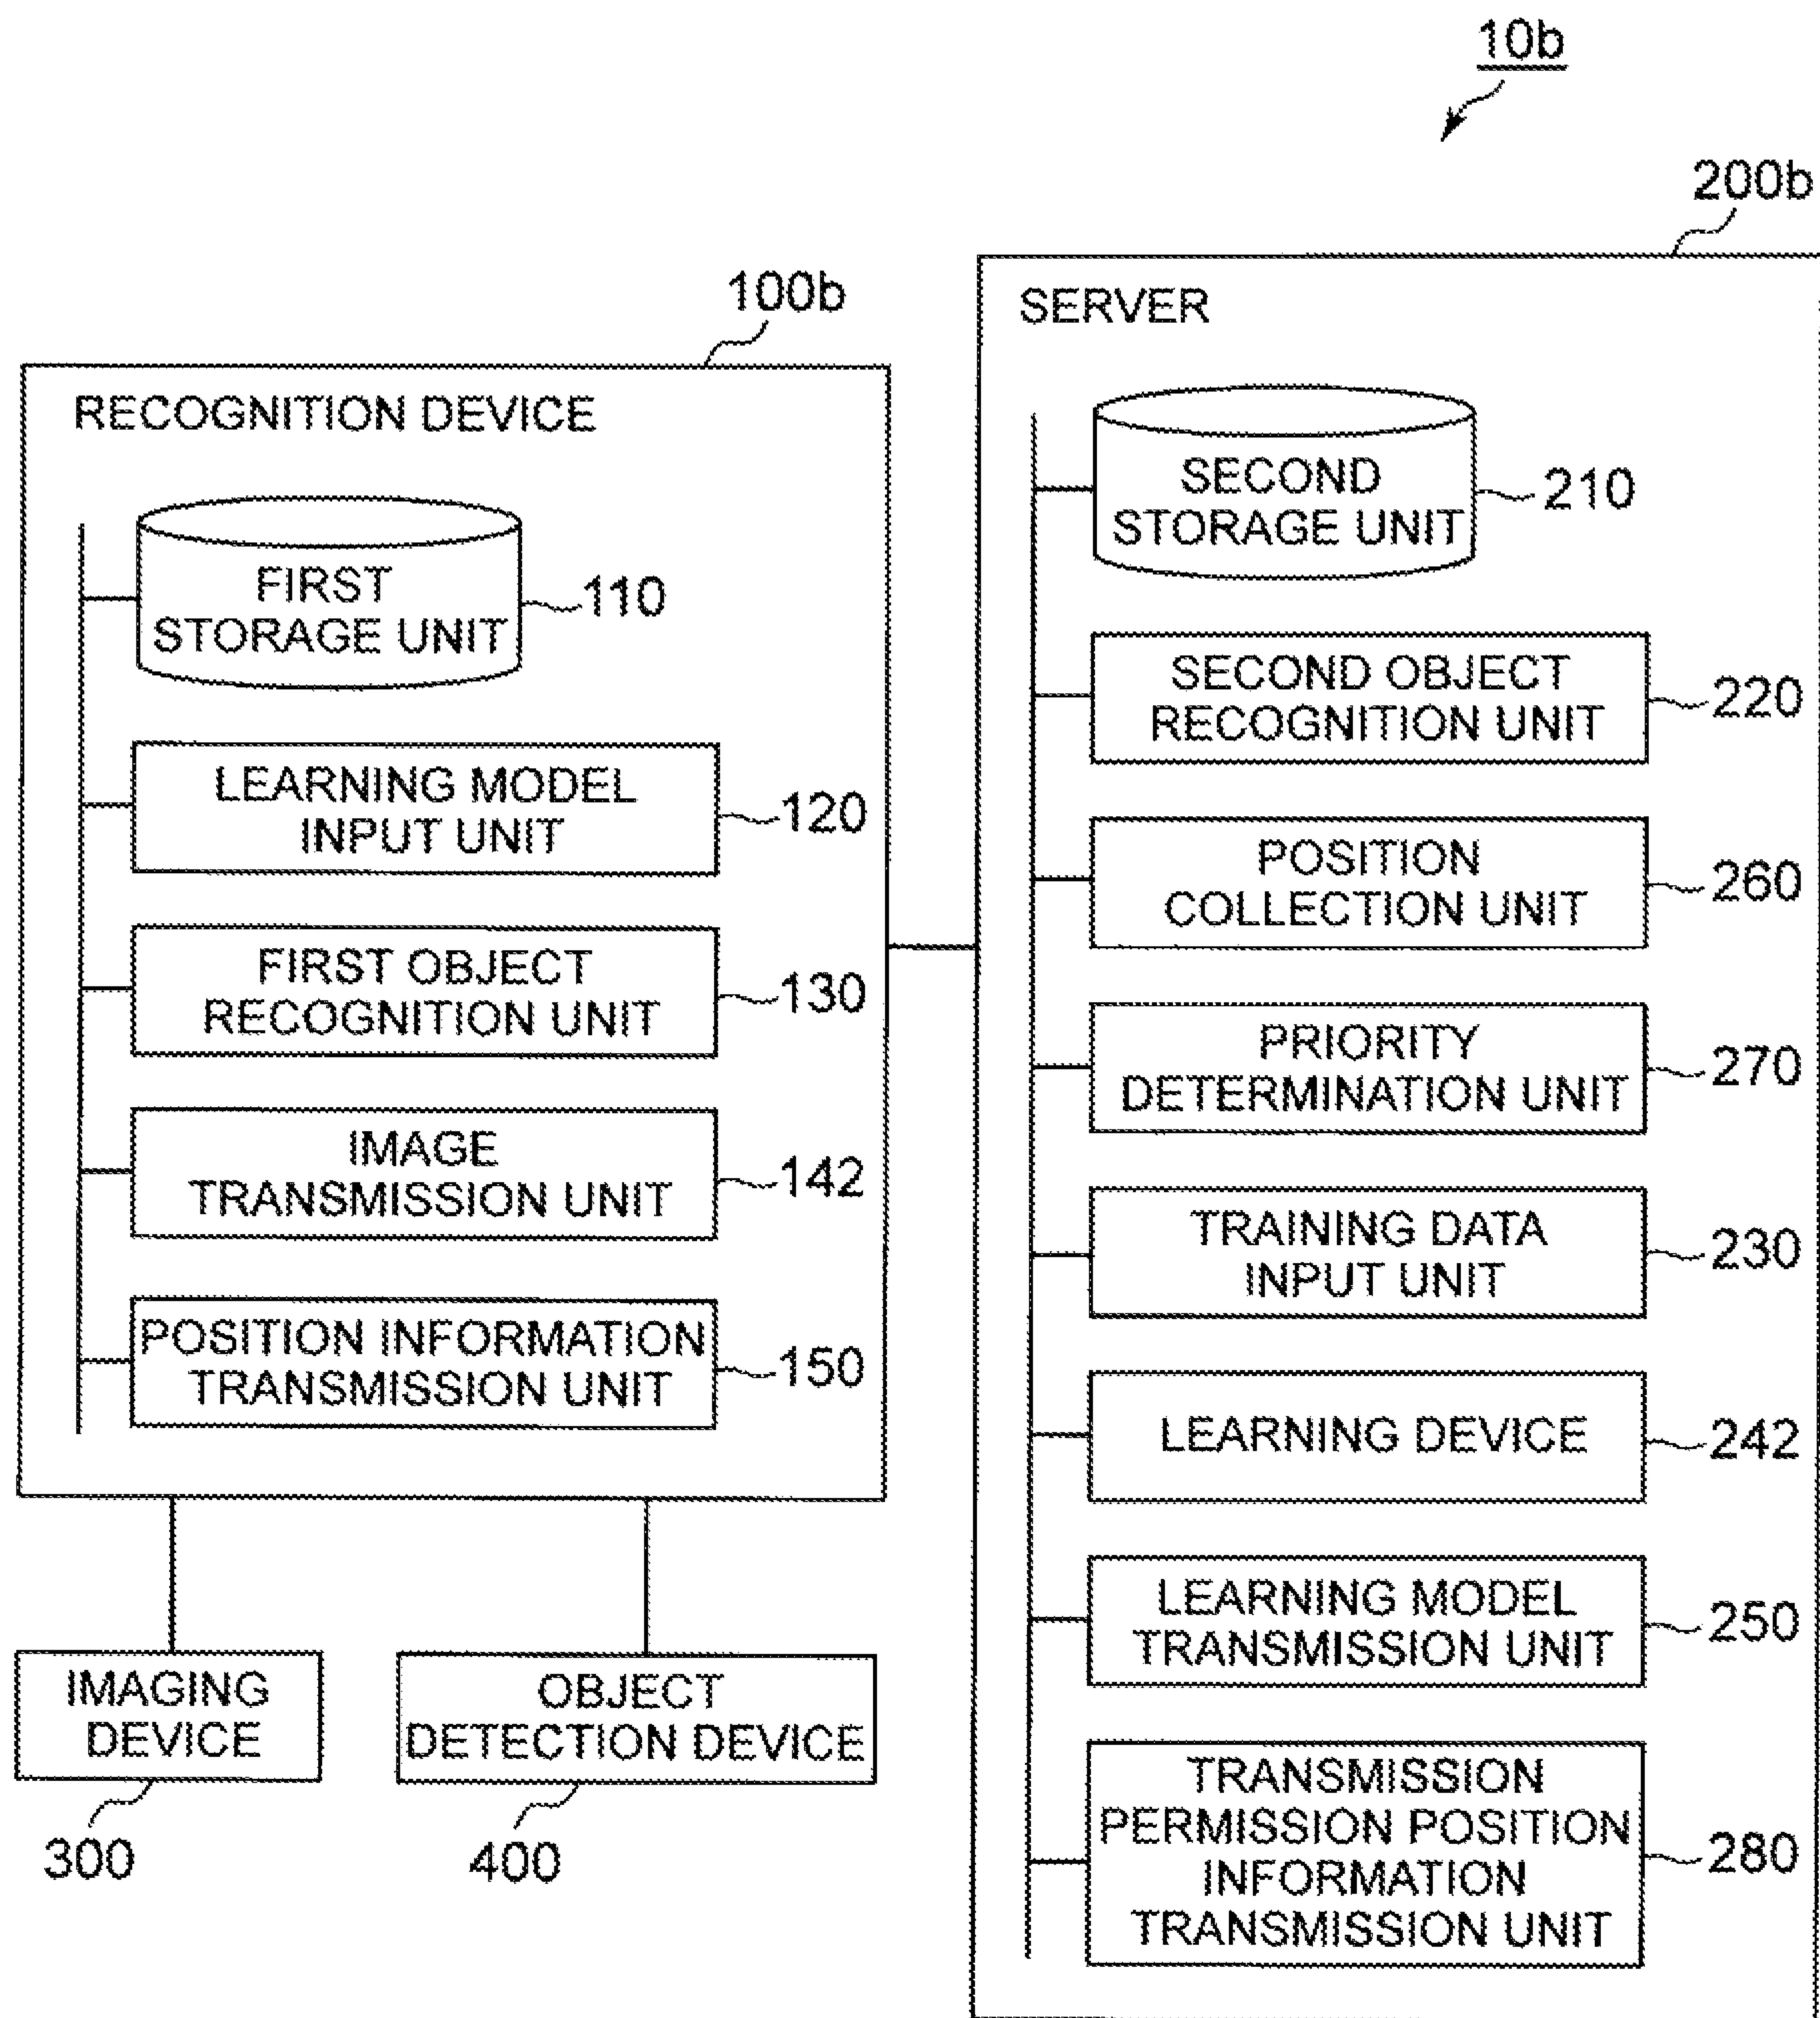 10b
200b
100b
RECOGNITION DEVICE
FIRST
STORAGE UNIT
110
LEARNING MODEL
INPUT UNIT
120
FIRST OBJECT
RECOGNITION UNIT
130
IMAGE
TRANSMISSION UNIT
142
POSITION INFORMATION
TRANSMISSION UNIT
150
IMAGING
DEVICE
300
OBJECT
DETECTION DEVICE
400
SERVER
SECOND
STORAGE UNIT
210
SECOND OBJECT
RECOGNITION UNIT
220
POSITION
COLLECTION UNIT
260
PRIORITY
DETERMINATION UNIT
270
TRAINING DATA
INPUT UNIT
230
LEARNING DEVICE
242
LEARNING MODEL
TRANSMISSION UNIT
250
TRANSMISSION
PERMISSION POSITION
INFORMATION
TRANSMISSION UNIT
280